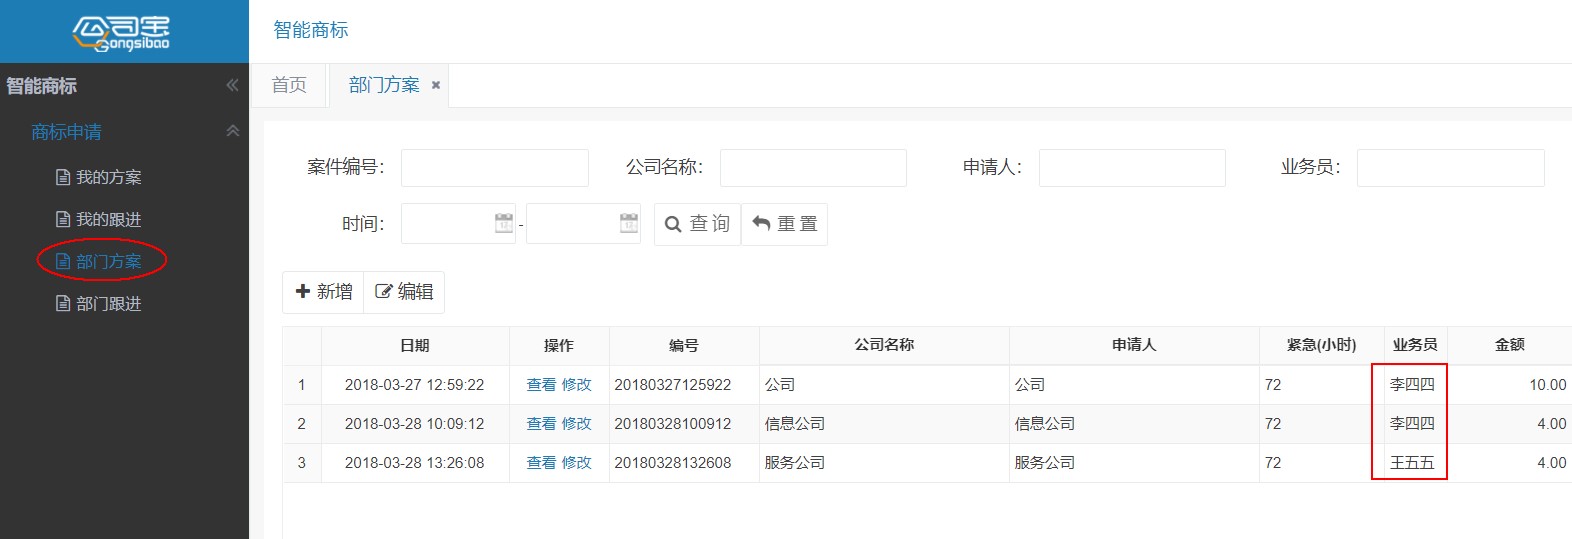 公司宝
Gongsibao
智能商标
智能商标
首页
部门方案
商标申请
我的方案
我的跟进
部门方案
部门跟进
案件编号： 公司名称： 申请人： 业务员：
时间： - 查询 重置
新增 编辑
日期 操作 编号 公司名称 申请人 紧急(小时) 业务员 金额
1 2018-03-27 12:59:22 查看 修改 20180327125922 公司 公司 72 李四四 10.00
2 2018-03-28 10:09:12 查看 修改 20180328100912 信息公司 信息公司 72 李四四 4.00
3 2018-03-28 13:26:08 查看 修改 20180328132608 服务公司 服务公司 72 王五五 4.00